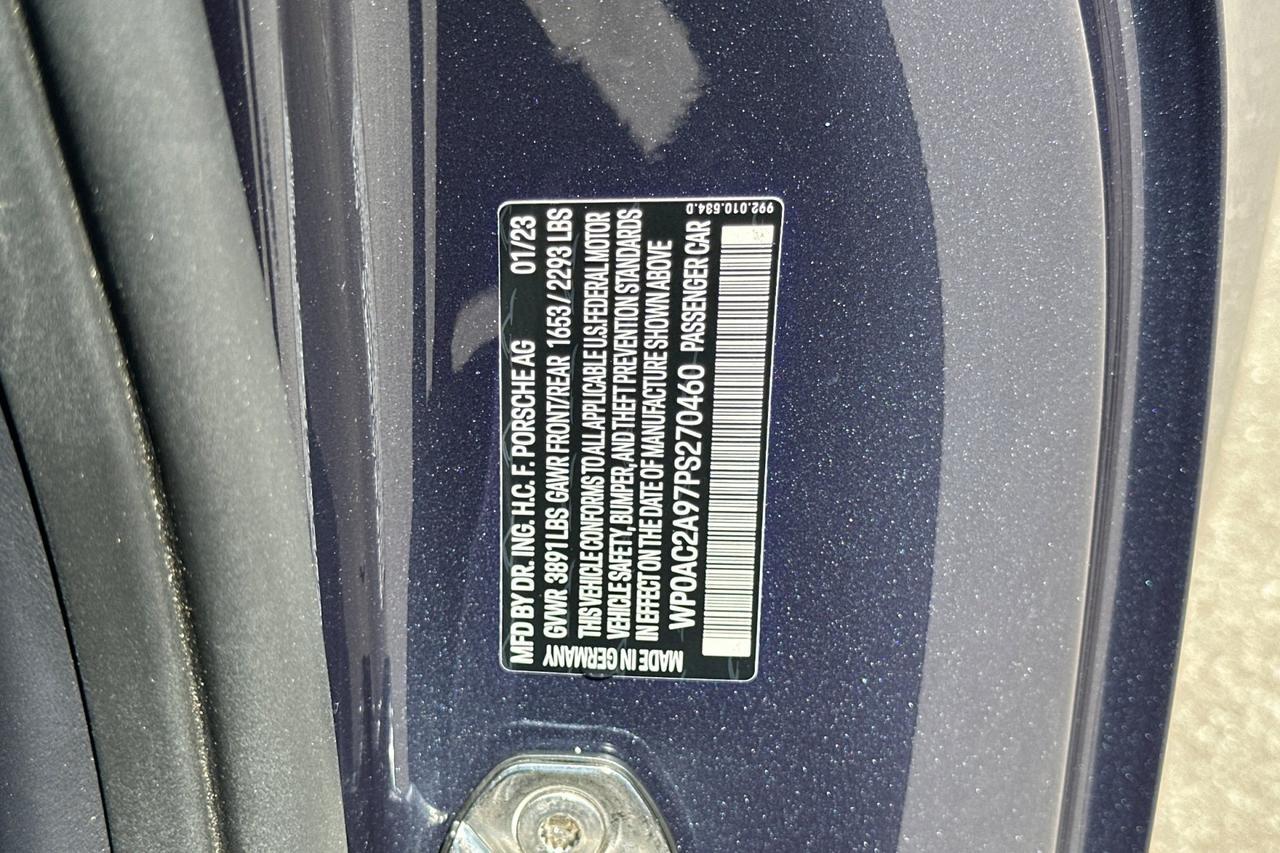 MFD BY DR. ING. H.C. F. PORSCHE AG 01/23
GVWR 3891 LBS GAWR FRONT/REAR 1653 / 2293 LBS
THIS VEHICLE CONFORMS TO ALL APPLICABLE U.S. FEDERAL MOTOR
VEHICLE SAFETY, BUMPER, AND THEFT PREVENTION STANDARDS
IN EFFECT ON THE DATE OF MANUFACTURE SHOWN ABOVE
WP0AC2A97PS270460 PASSENGER CAR
MADE IN GERMANY
992.010.534.D